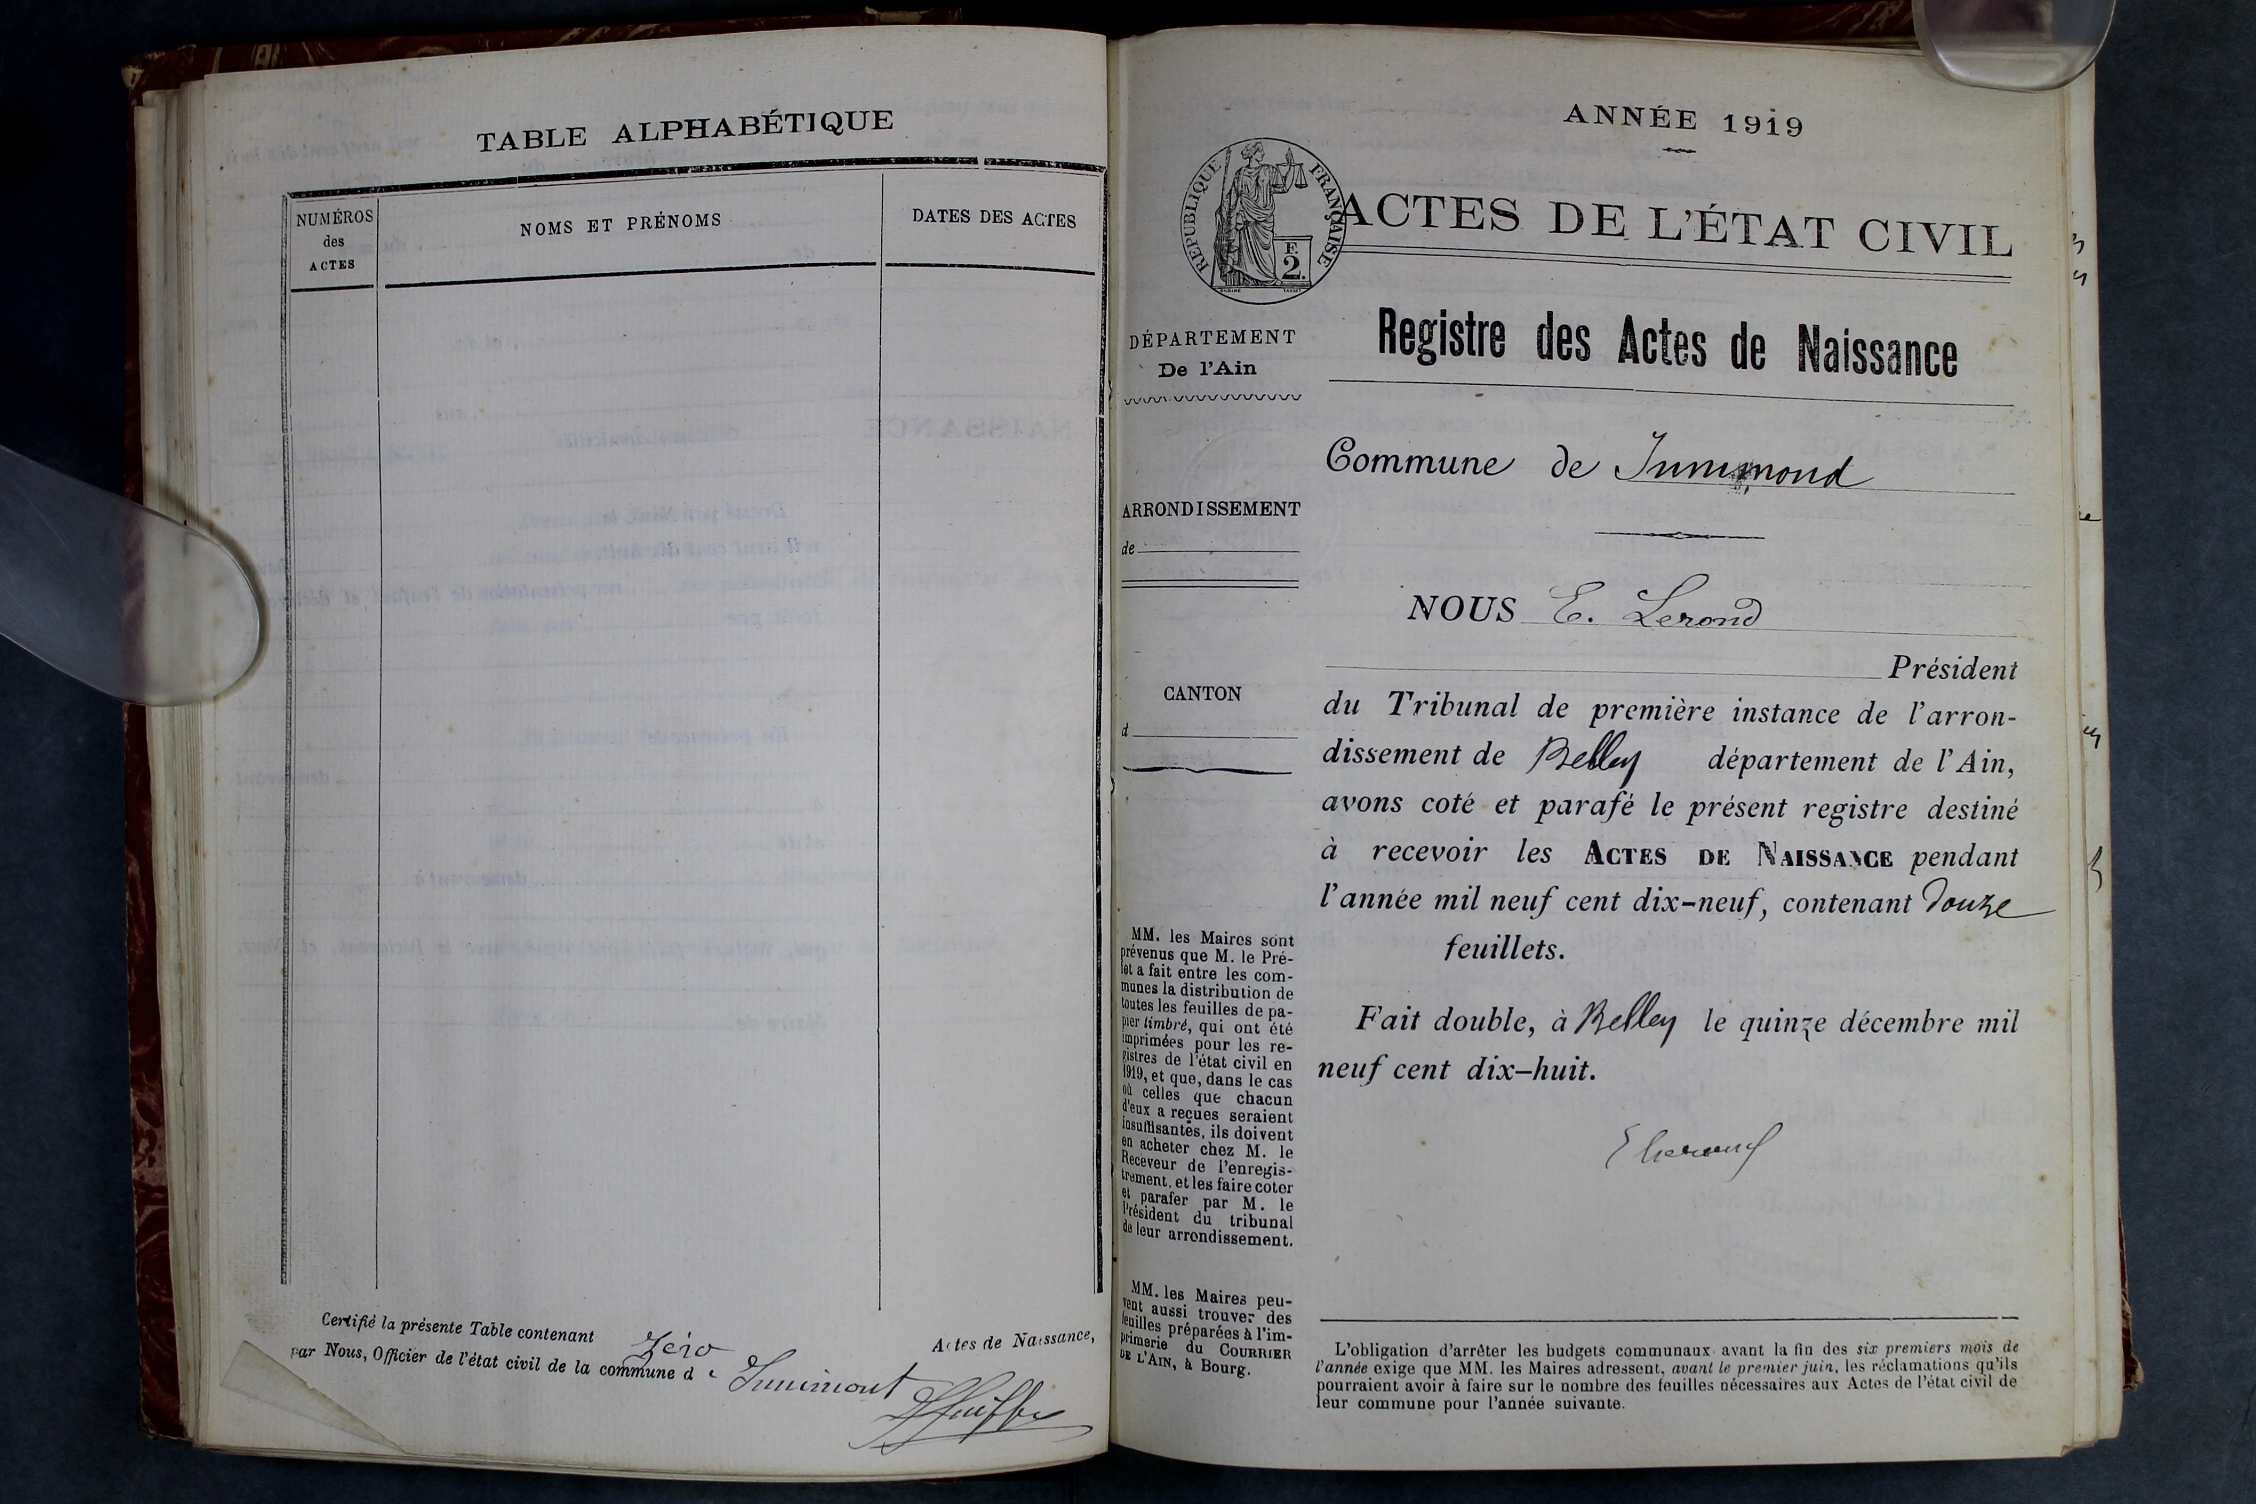 TABLE ALPHABÉTIQUE
NUMÉROS
des
ACTES
NOMS ET PRÉNOMS
DATES DES ACTES
Certifié la présente Table contenant Zéro Actes de Naissance,
par Nous, Officier de l'état civil de la commune de Innimont
ANNÉE 1919
RÉPUBLIQUE FRANÇAISE
F.
2.
ACTES DE L'ÉTAT CIVIL
DÉPARTEMENT
De l'Ain
Registre des Actes de Naissance
Commune de Innimond
ARRONDISSEMENT
de
NOUS E. Lerond
Président
CANTON
d
du Tribunal de première instance de l'arron-
dissement de Belley département de l'Ain,
avons coté et parafé le présent registre destiné
à recevoir les ACTES DE NAISSANCE pendant
l'année mil neuf cent dix-neuf, contenant douze
feuillets.
Fait double, à Belley le quinze décembre mil
neuf cent dix-huit.
E Lerond
MM. les Maires sont
prévenus que M. le Pré-
fet a fait entre les com-
munes la distribution de
toutes les feuilles de pa-
pier timbré, qui ont été
imprimées pour les re-
gistres de l'état civil en
1919, et que, dans le cas
où celles que chacun
d'eux a reçues seraient
insuffisantes, ils doivent
en acheter chez M. le
Receveur de l'enregis-
trement, et les faire coter
et parafer par M. le
Président du tribunal
de leur arrondissement.
MM. les Maires peu-
vent aussi trouver des
feuilles préparées à l'im-
primerie du COURRIER
DE L'AIN, à Bourg.
L'obligation d'arrêter les budgets communaux avant la fin des six premiers mois de
l'année exige que MM. les Maires adressent, avant le premier juin, les réclamations qu'ils
pourraient avoir à faire sur le nombre des feuilles nécessaires aux Actes de l'état civil de
leur commune pour l'année suivante.